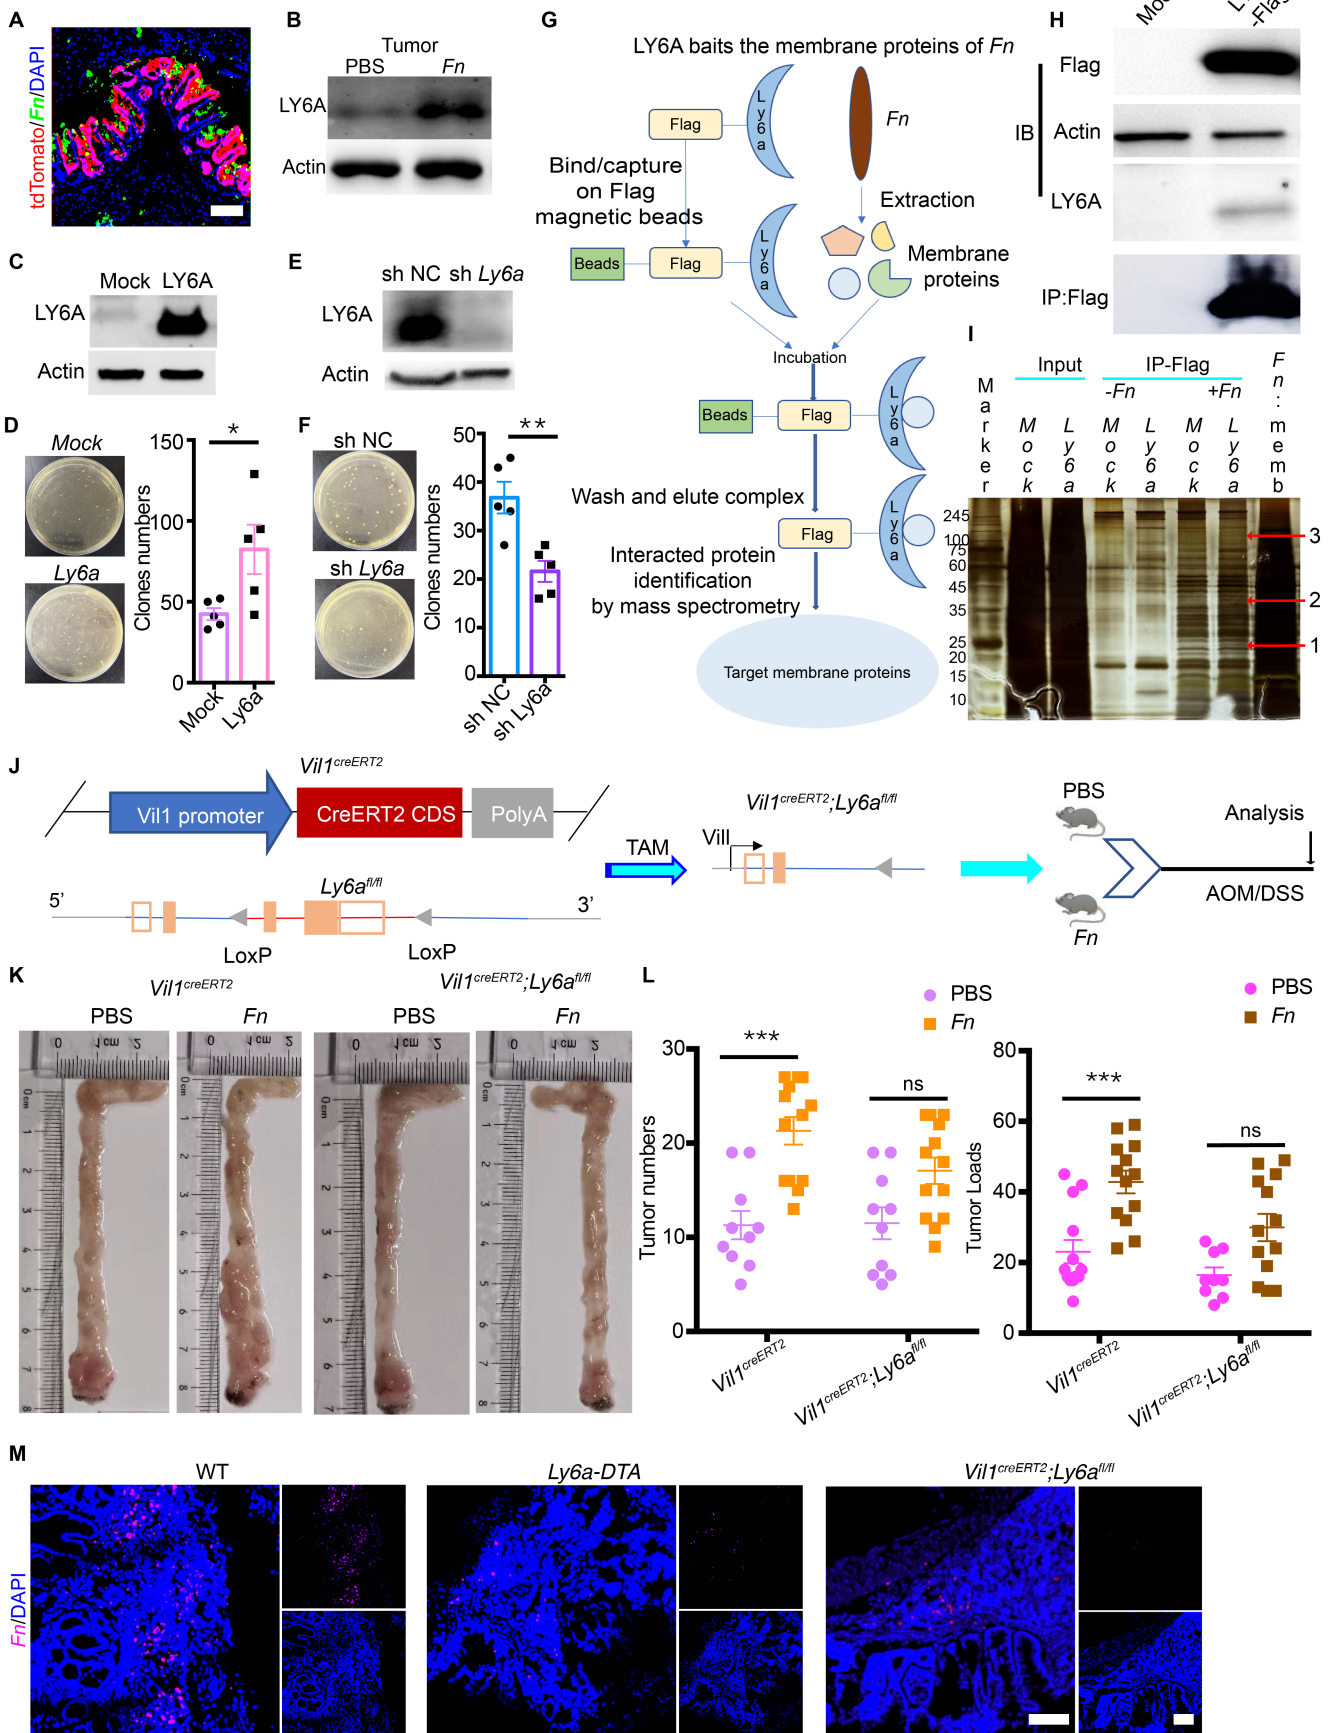 A
tdTomato/Fn/DAPI
B
Tumor
PBS Fn
LY6A
Actin
C
Mock LY6A
LY6A
Actin
D
Mock
Ly6a
Clones numbers
150
100
50
0
*
Mock
Ly6a
E
sh NC sh Ly6a
LY6A
Actin
F
sh NC
sh Ly6a
Clones numbers
50
40
30
20
10
0
**
sh NC
sh Ly6a
G
LY6A baits the membrane proteins of Fn
Flag
Ly6a
Fn
Bind/capture
on Flag
magnetic beads
Extraction
Beads
Flag
Ly6a
Membrane
proteins
Incubation
Beads
Flag
Ly6a
Wash and elute complex
Flag
Ly6a
Interacted protein
identification
by mass spectrometry
Target membrane proteins
H
Flag
Actin
IB
LY6A
IP:Flag
I
Input
IP-Flag
-Fn
+Fn
Marker
Mock
Ly6a
Mock
Ly6a
Mock
Ly6a
Fn: memb
245
100
75
60
45
35
25
20
15
10
3
2
1
J
Vil1creERT2
Vil1 promoter
CreERT2 CDS
PolyA
Ly6afl/fl
5’
3’
LoxP
LoxP
TAM
Vil1creERT2;Ly6afl/fl
Vill
PBS
Fn
Analysis
AOM/DSS
K
Vil1creERT2
Vil1creERT2;Ly6afl/fl
PBS
Fn
PBS
Fn
L
PBS
Fn
Tumor numbers
30
20
10
0
***
ns
Vil1creERT2
Vil1creERT2;Ly6afl/fl
PBS
Fn
Tumor Loads
80
60
40
20
0
***
ns
Vil1creERT2
Vil1creERT2;Ly6afl/fl
M
WT
Ly6a-DTA
Vil1creERT2;Ly6afl/fl
Fn/DAPI